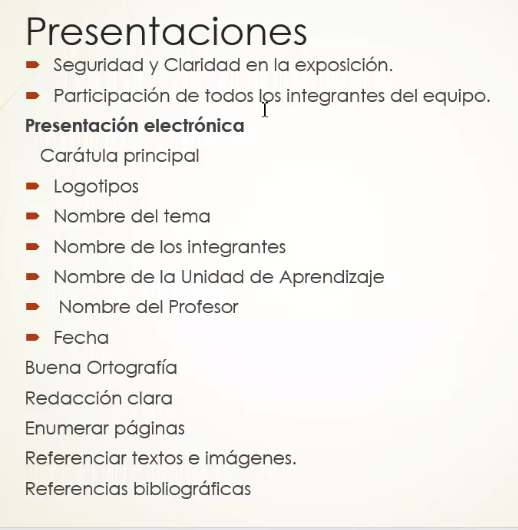 Presentaciones
Seguridad y Claridad en la exposición.
Participación de todos los integrantes del equipo.
Presentación electrónica
Carátula principal
Logotipos
Nombre del tema
Nombre de los integrantes
Nombre de la Unidad de Aprendizaje
Nombre del Profesor
Fecha
Buena Ortografía
Redacción clara
Enumerar páginas
Referenciar textos e imágenes.
Referencias bibliográficas